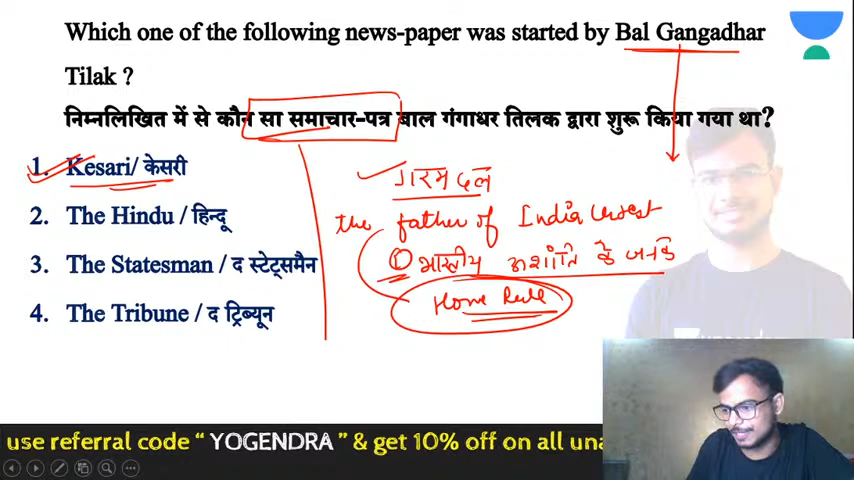 Which one of the following news-paper was started by Bal Gangadhar
Tilak ?
निम्नलिखित में से कौन सा समाचार-पत्र बाल गंगाधर तिलक द्वारा शुरू किया गया था?
1. Kesari/ केसरी
2. The Hindu / हिन्दू
3. The Statesman / द स्टेट्समैन
4. The Tribune / द ट्रिब्यून
गरम दल
the father of India Unrest
① भारतीय अशांति के जनक
Home Rule
use referral code “ YOGENDRA ” & get 10% off on all una